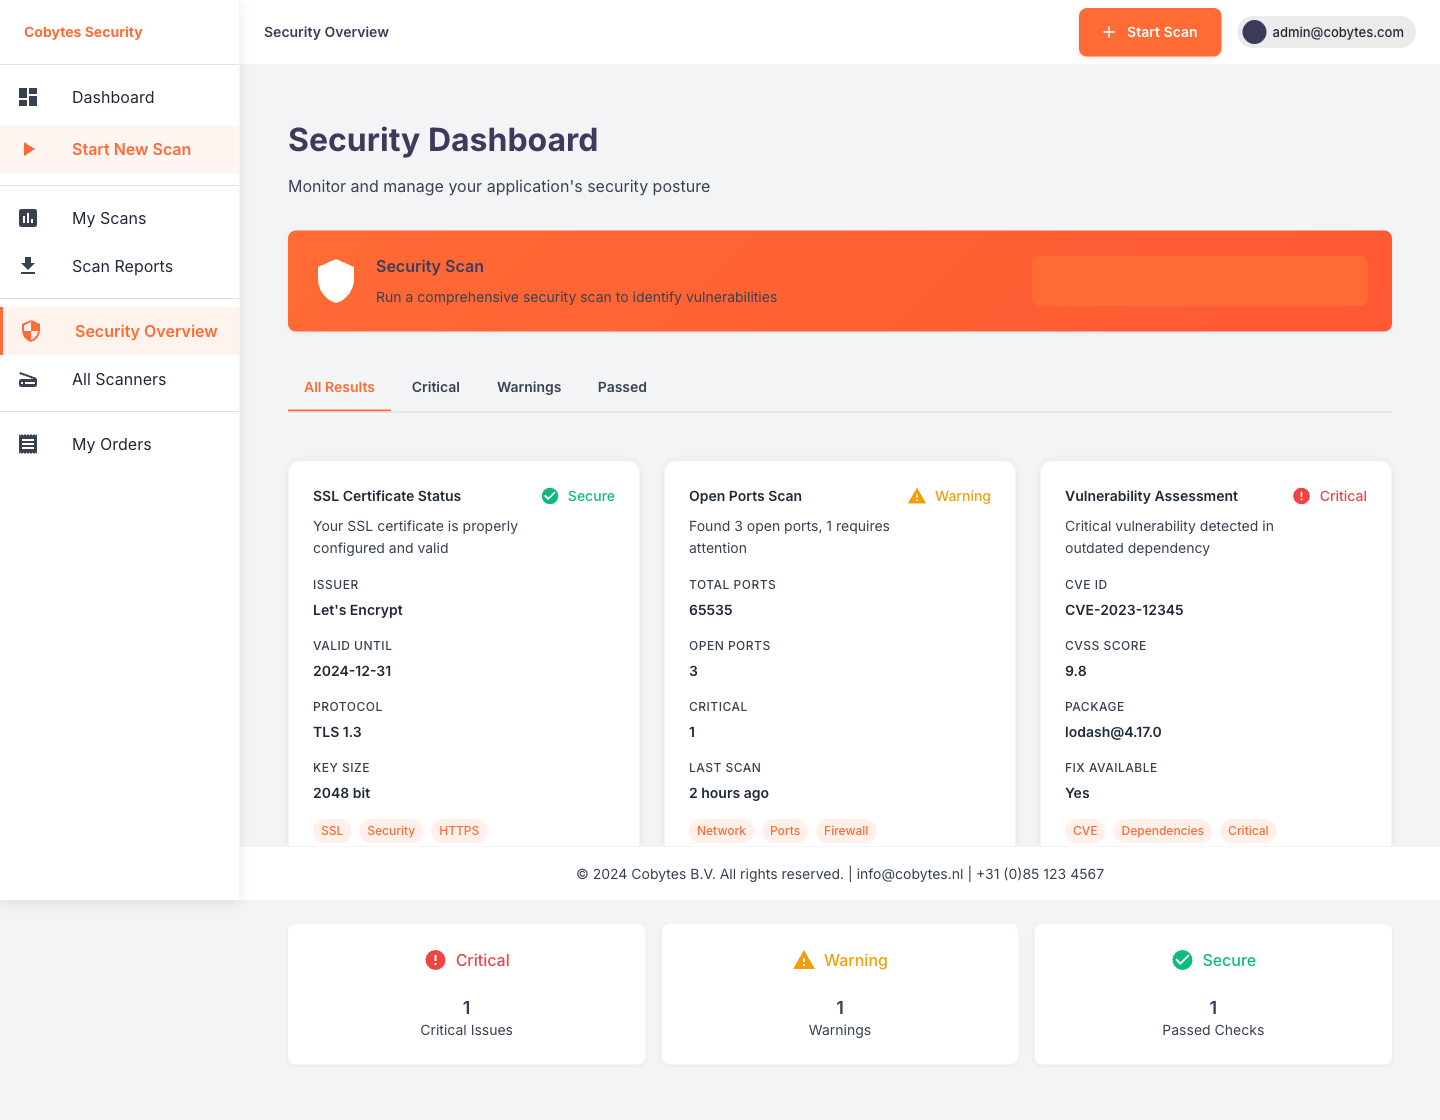 Cobytes Security
Security Overview
Start Scan
admin@cobytes.com
Dashboard
Start New Scan
My Scans
Scan Reports
Security Overview
All Scanners
My Orders
Security Dashboard
Monitor and manage your application's security posture
Security Scan
Run a comprehensive security scan to identify vulnerabilities
All Results
Critical
Warnings
Passed
SSL Certificate Status
Secure
Your SSL certificate is properly
configured and valid
ISSUER
Let's Encrypt
VALID UNTIL
2024-12-31
PROTOCOL
TLS 1.3
KEY SIZE
2048 bit
SSL
Security
HTTPS
Open Ports Scan
Warning
Found 3 open ports, 1 requires
attention
TOTAL PORTS
65535
OPEN PORTS
3
CRITICAL
1
LAST SCAN
2 hours ago
Network
Ports
Firewall
Vulnerability Assessment
Critical
Critical vulnerability detected in
outdated dependency
CVE ID
CVE-2023-12345
CVSS SCORE
9.8
PACKAGE
lodash@4.17.0
FIX AVAILABLE
Yes
CVE
Dependencies
Critical
© 2024 Cobytes B.V. All rights reserved. | info@cobytes.nl | +31 (0)85 123 4567
Critical
1
Critical Issues
Warning
1
Warnings
Secure
1
Passed Checks